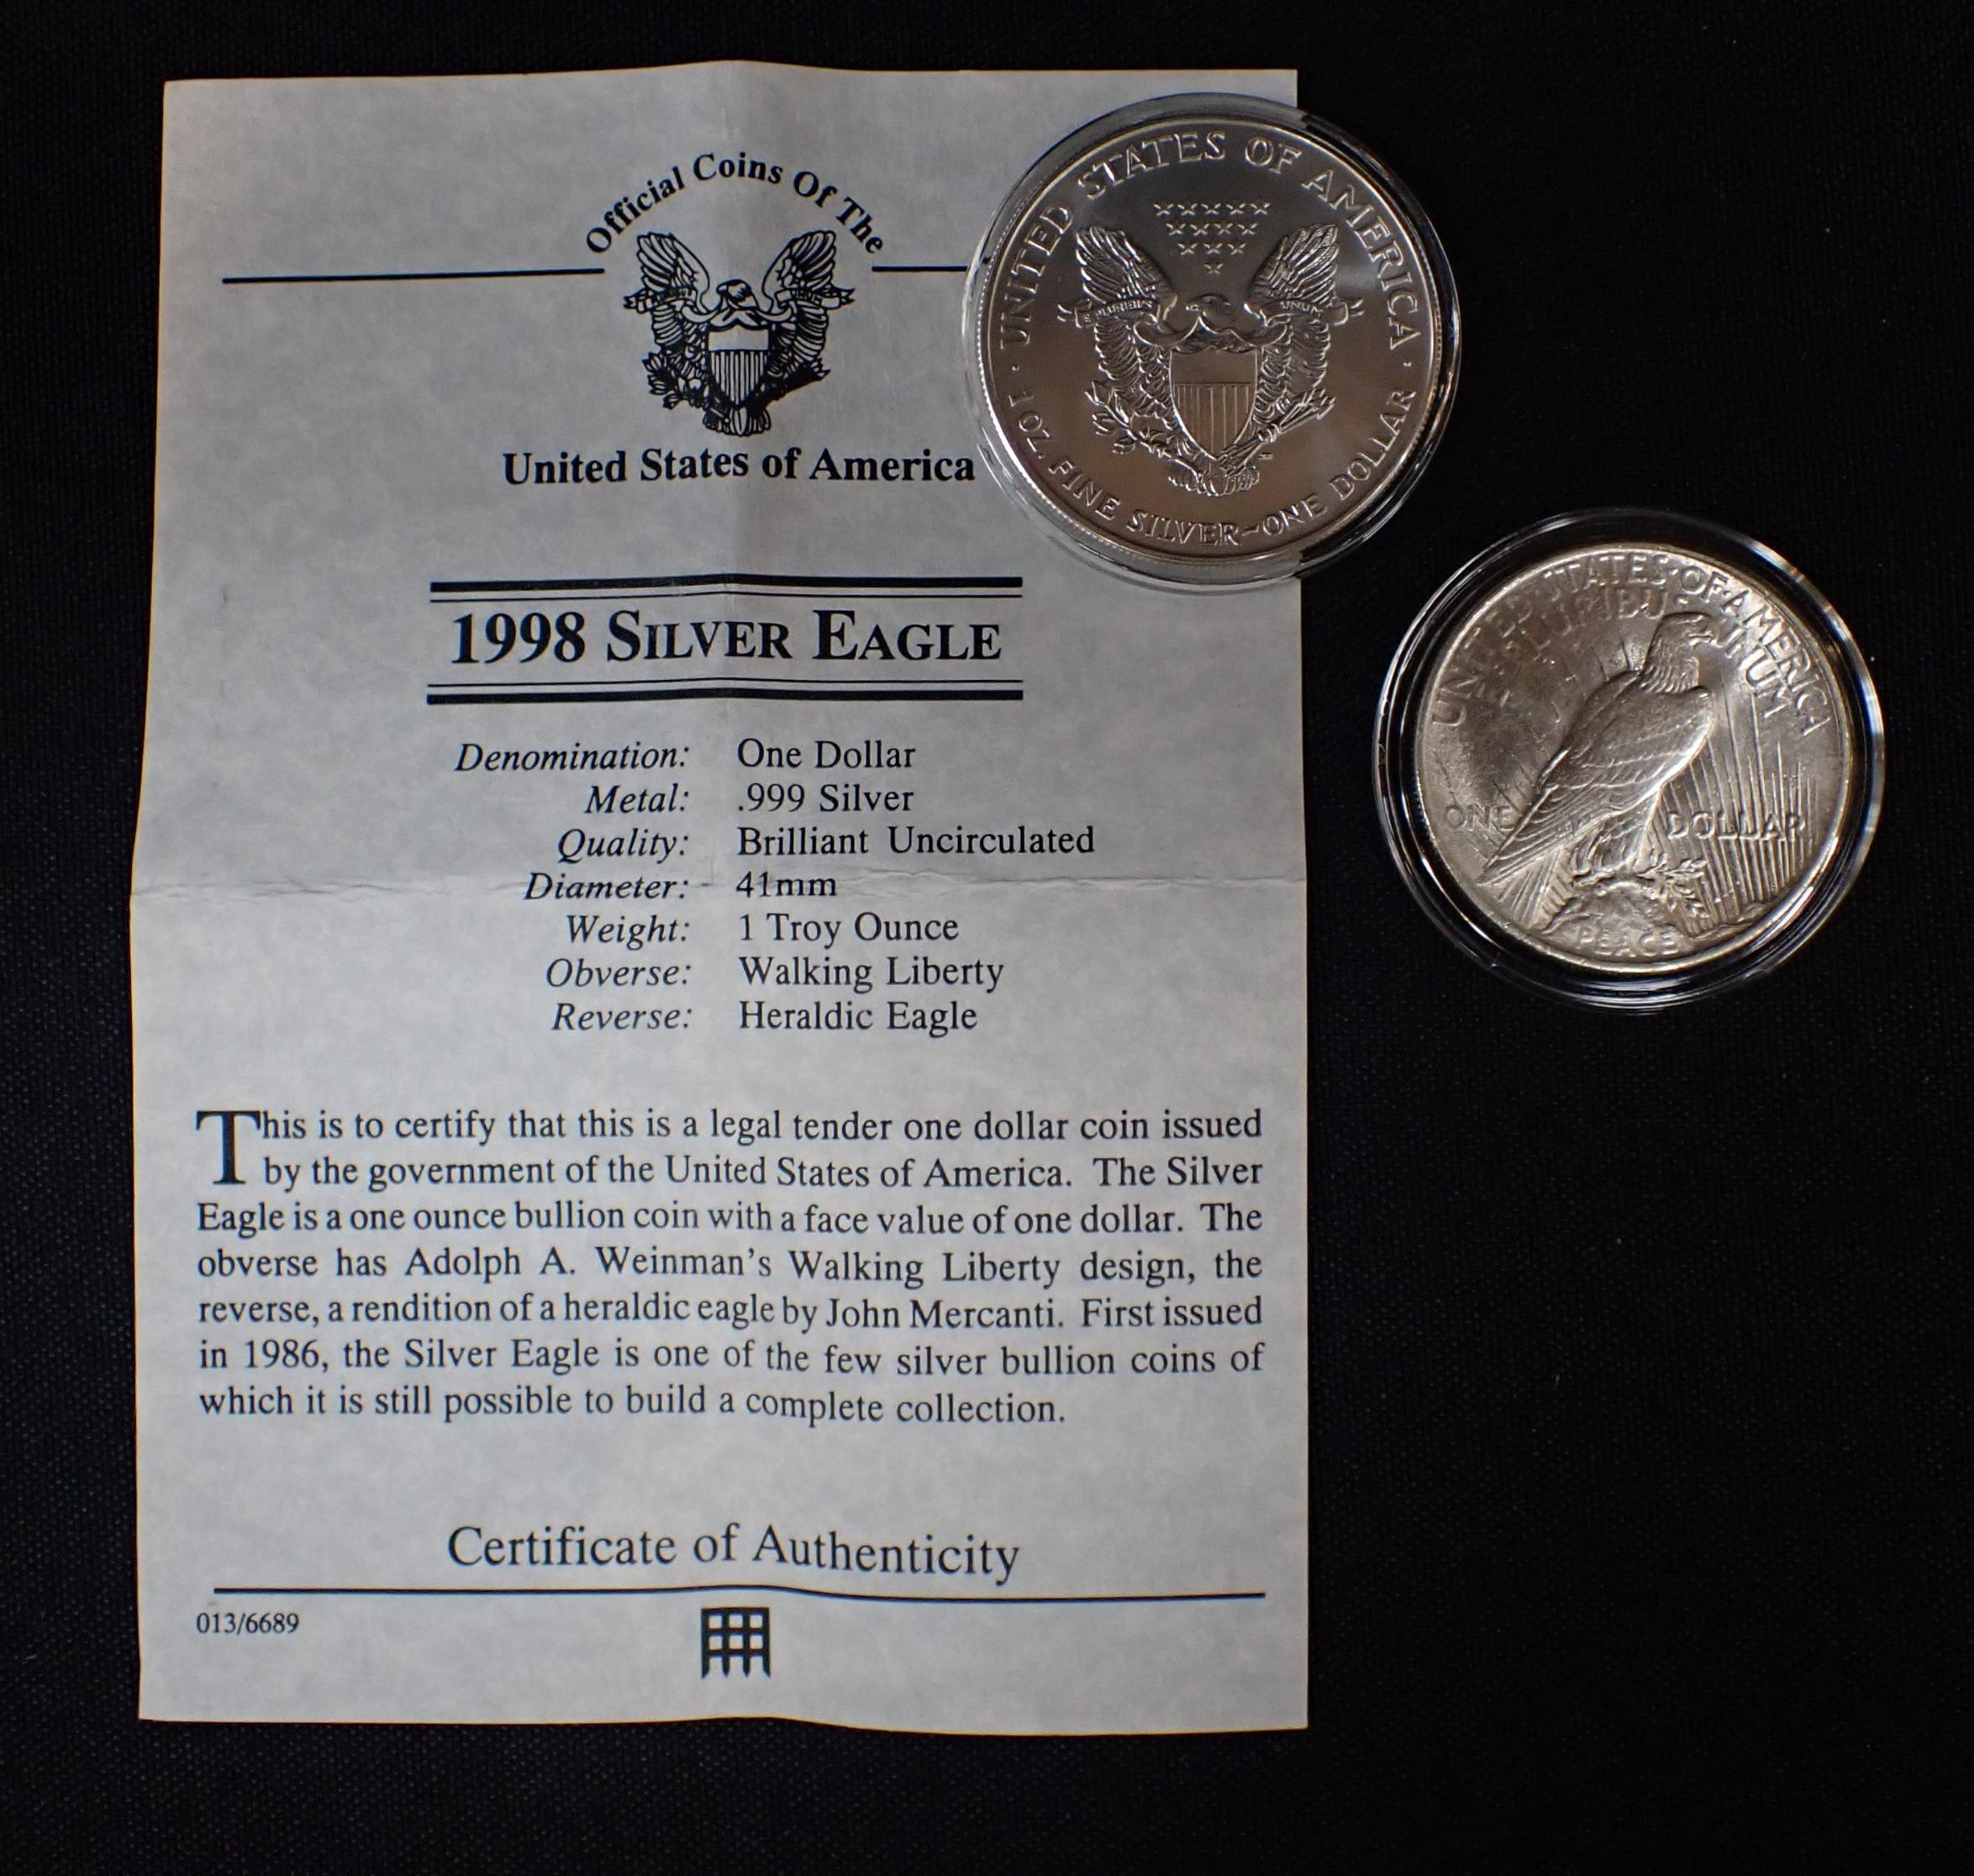 Official Coins Of The
United States of America
1998 SILVER EAGLE
Denomination: One Dollar
Metal: .999 Silver
Quality: Brilliant Uncirculated
Diameter: 41mm
Weight: 1 Troy Ounce
Obverse: Walking Liberty
Reverse: Heraldic Eagle
This is to certify that this is a legal tender one dollar coin issued
by the government of the United States of America. The Silver
Eagle is a one ounce bullion coin with a face value of one dollar. The
obverse has Adolph A. Weinman's Walking Liberty design, the
reverse, a rendition of a heraldic eagle by John Mercanti. First issued
in 1986, the Silver Eagle is one of the few silver bullion coins of
which it is still possible to build a complete collection.
Certificate of Authenticity
013/6689
· UNITED STATES OF AMERICA ·
E PLURIBUS UNUM
1 OZ. FINE SILVER~ONE DOLLAR
UNITED·STATES·OF·AMERICA
E·PLURIBUS UNUM
ONE DOLLAR
PEACE